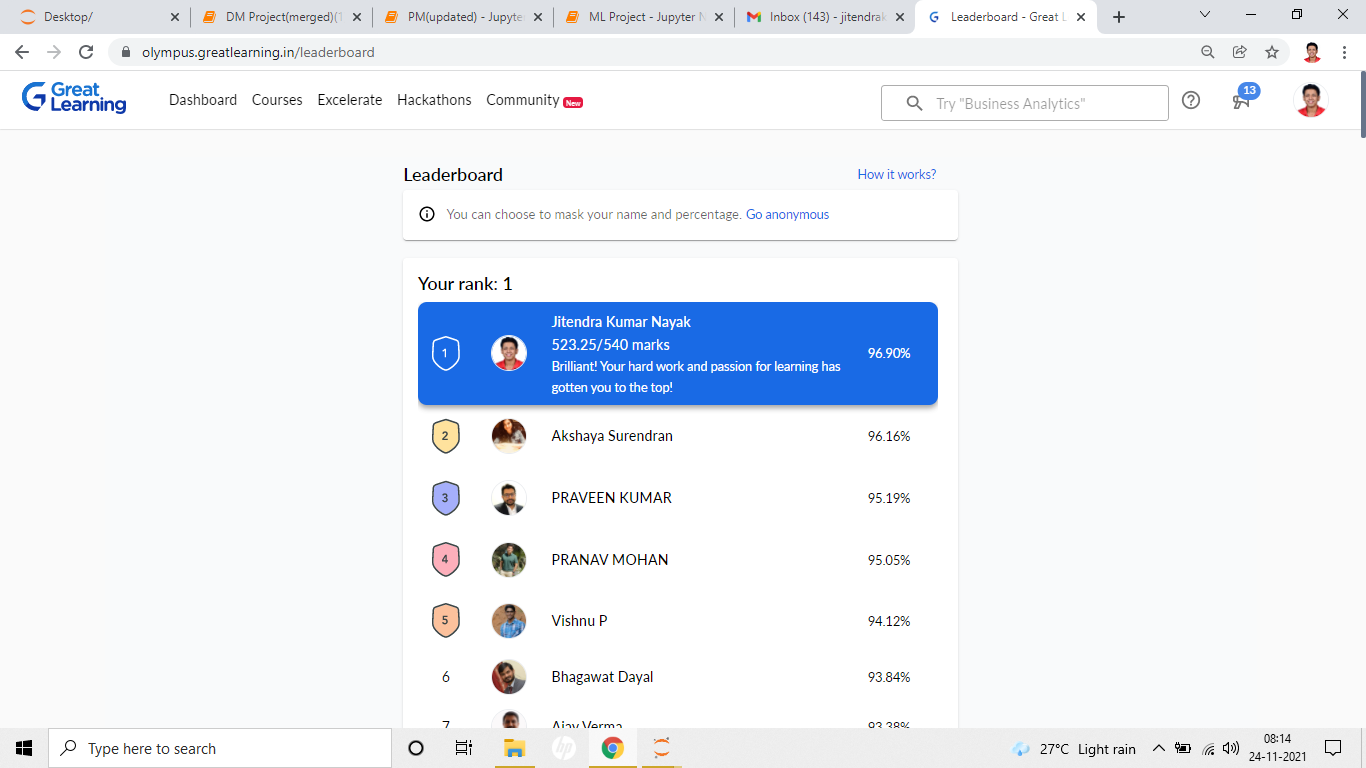 Desktop/
DM Project(merged)(1
PM(updated) - Jupyte
ML Project - Jupyter N
Inbox (143) - jitendrak
Leaderboard - Great L
olympus.greatlearning.in/leaderboard
Great
Learning
Dashboard
Courses
Excelerate
Hackathons
Community New
Try "Business Analytics"
13
Leaderboard
How it works?
You can choose to mask your name and percentage. Go anonymous
Your rank: 1
1
Jitendra Kumar Nayak
523.25/540 marks
Brilliant! Your hard work and passion for learning has
gotten you to the top!
96.90%
2 Akshaya Surendran 96.16%
3 PRAVEEN KUMAR 95.19%
4 PRANAV MOHAN 95.05%
5 Vishnu P 94.12%
6 Bhagawat Dayal 93.84%
7 Ajay Verma 93.38%
Type here to search
hp
27°C Light rain
08:14
24-11-2021